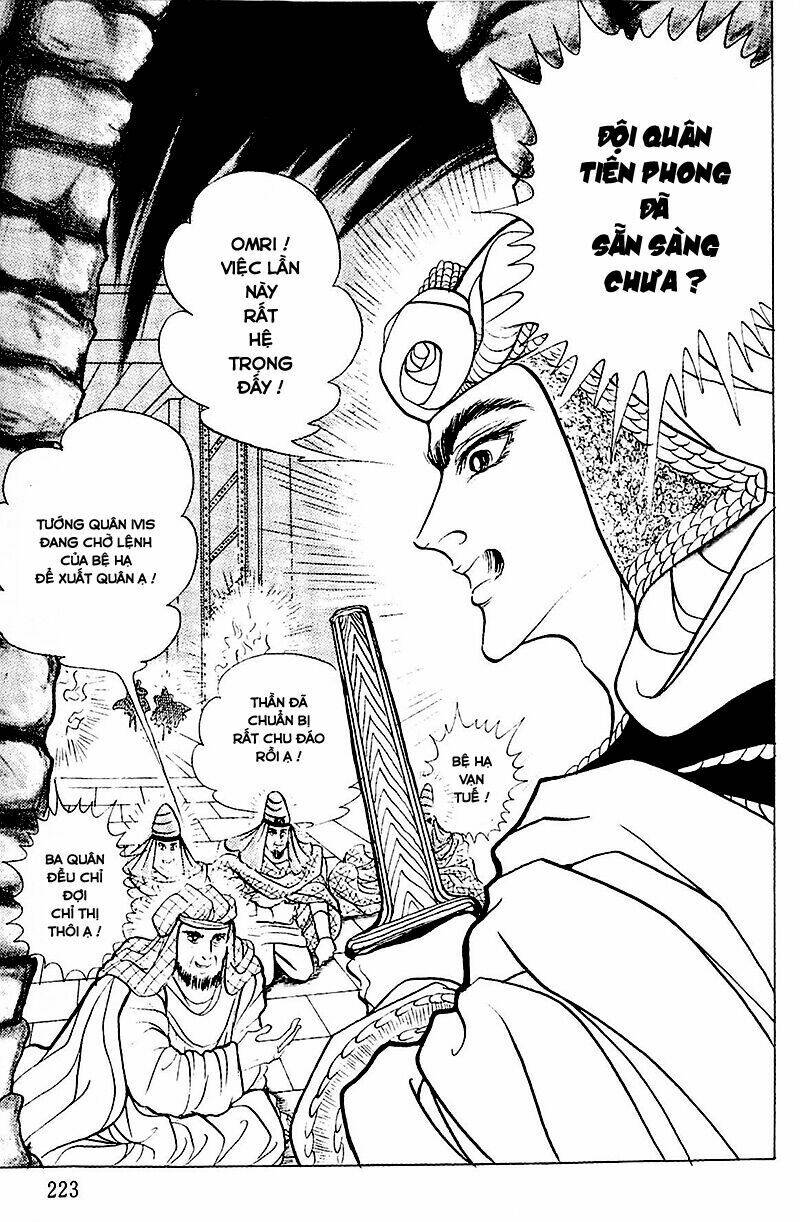 ĐỘI QUÂN
TIÊN PHONG
ĐÃ
SẴN SÀNG
CHƯA ?
OMRI !
VIỆC LẦN
NÀY
RẤT
HỆ
TRỌNG
ĐẤY !
TƯỚNG QUÂN IVIS
ĐANG CHỜ LỆNH
CỦA BỆ HẠ
ĐỂ XUẤT QUÂN Ạ !
THẦN ĐÃ
CHUẨN BỊ
RẤT CHU ĐÁO
RỒI Ạ !
BỆ HẠ
VẠN
TUẾ !
BA QUÂN
ĐỀU CHỈ
ĐỢI
CHỈ THỊ
THÔI Ạ !
223